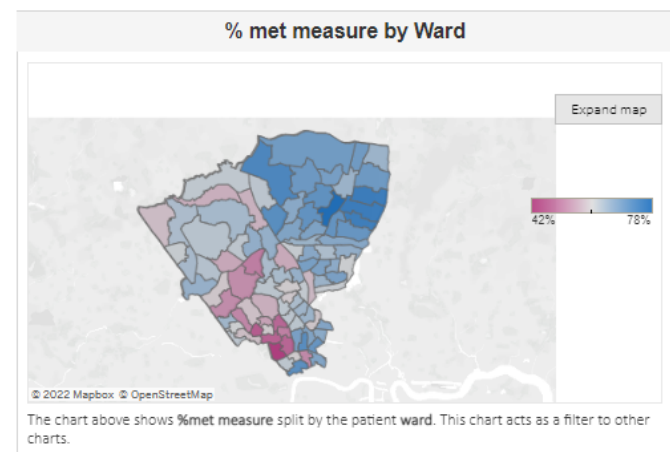 % met measure by Ward
Expand map
42% 78%
© 2022 Mapbox © OpenStreetMap
The chart above shows %met measure split by the patient ward. This chart acts as a filter to other
charts.